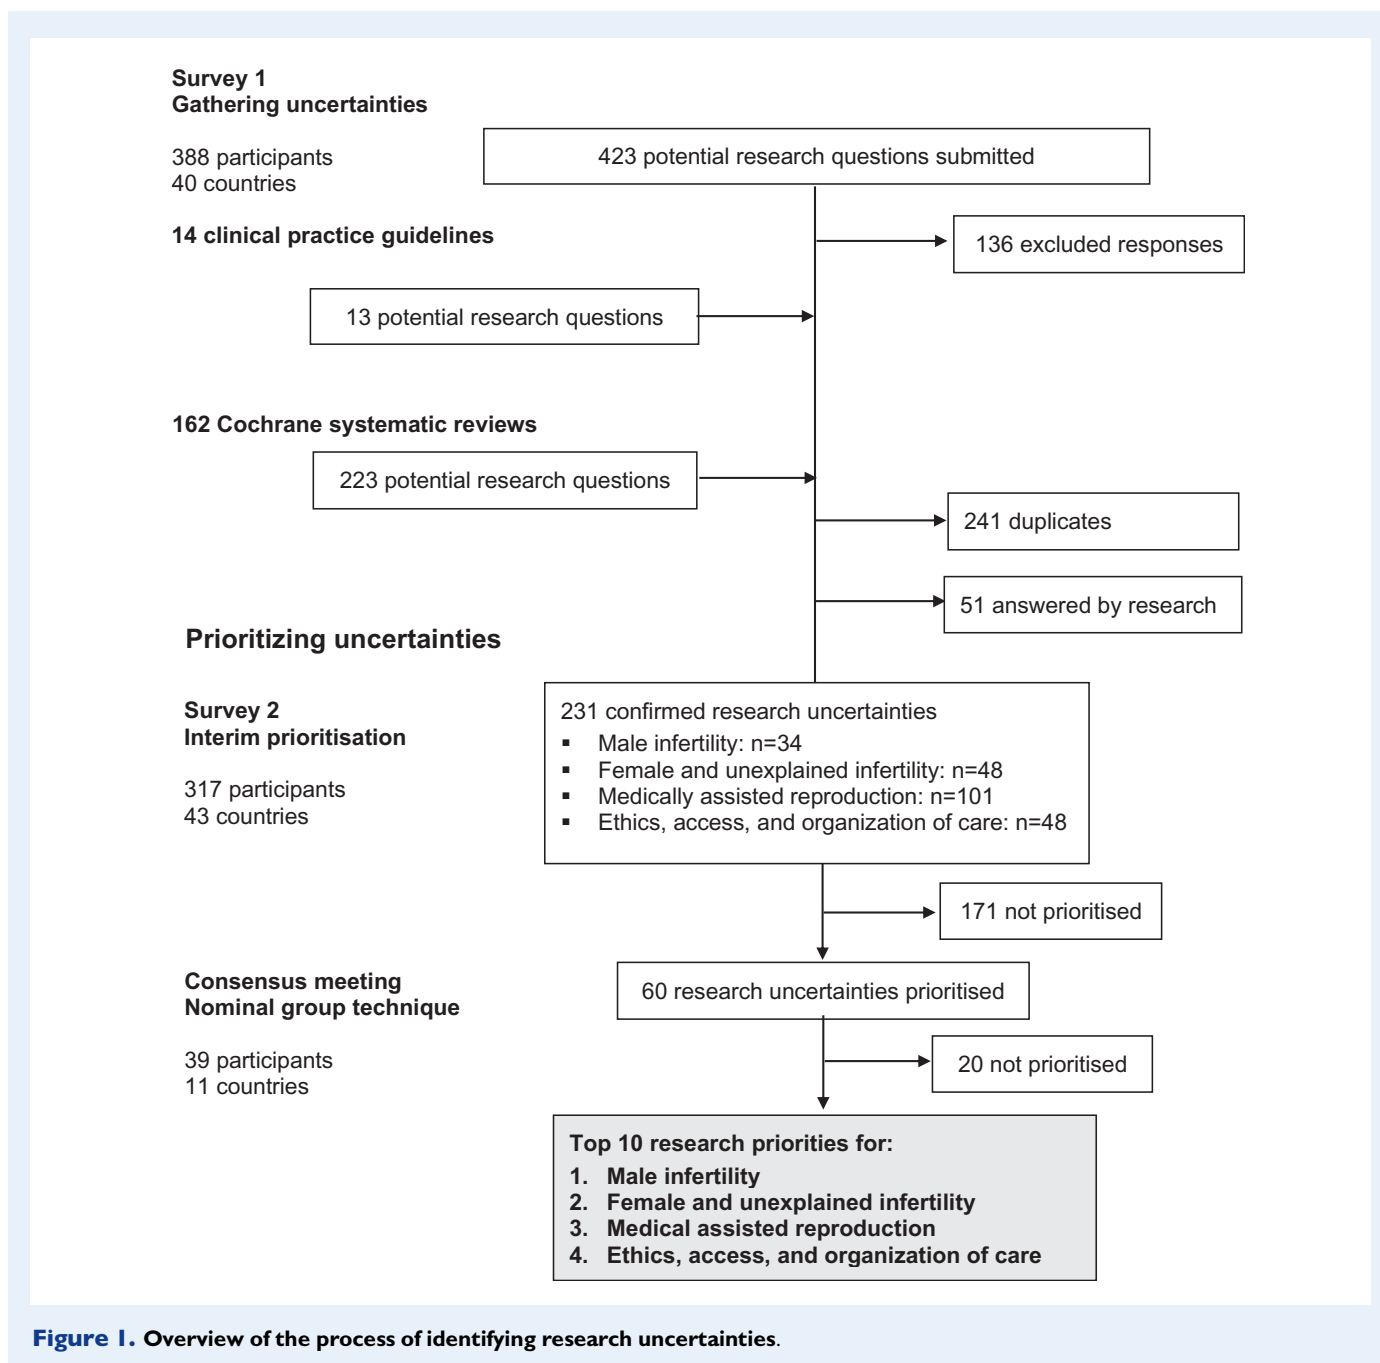 Survey 1
Gathering uncertainties
388 participants
40 countries
423 potential research questions submitted
14 clinical practice guidelines
136 excluded responses
13 potential research questions
162 Cochrane systematic reviews
223 potential research questions
241 duplicates
51 answered by research
Prioritizing uncertainties
Survey 2
Interim prioritisation
317 participants
43 countries
231 confirmed research uncertainties
▪ Male infertility: n=34
▪ Female and unexplained infertility: n=48
▪ Medically assisted reproduction: n=101
▪ Ethics, access, and organization of care: n=48
171 not prioritised
Consensus meeting
Nominal group technique
39 participants
11 countries
60 research uncertainties prioritised
20 not prioritised
Top 10 research priorities for:
1. Male infertility
2. Female and unexplained infertility
3. Medical assisted reproduction
4. Ethics, access, and organization of care
Figure 1. Overview of the process of identifying research uncertainties.